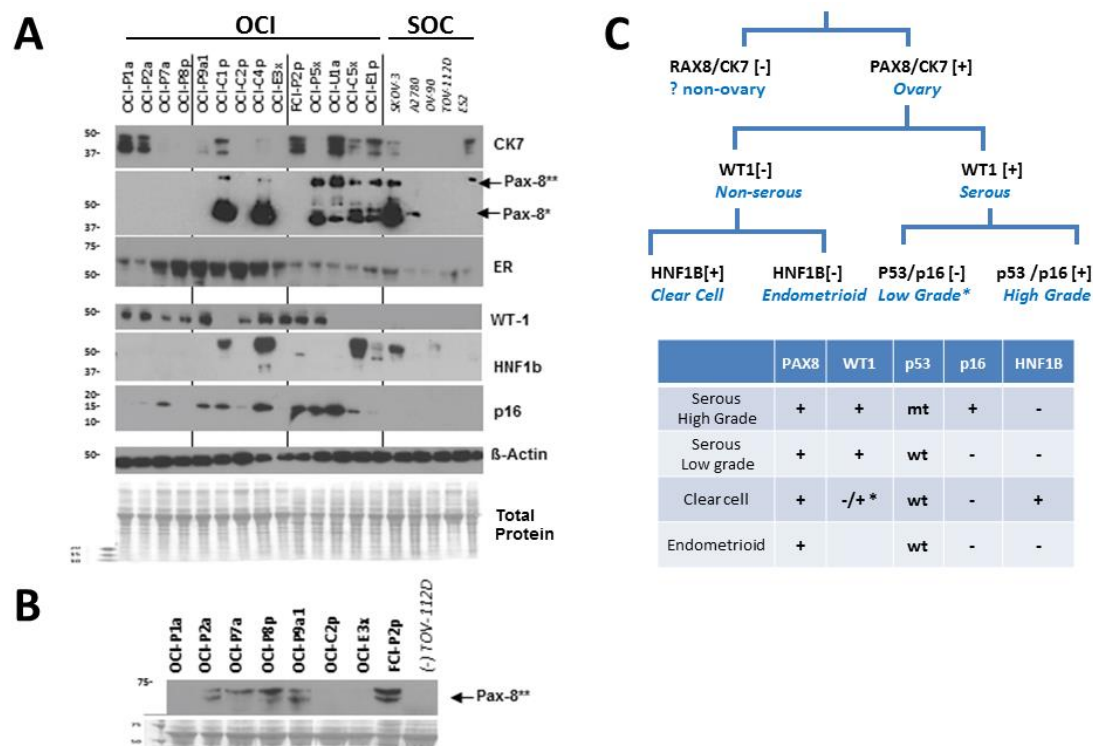 A
OCI
SOC
OCI-P1a
OCI-P2a
OCI-P7a
OCI-P8p
OCI-P9a1
OCI-C1p
OCI-C2p
OCI-C4p
OCI-E3x
FCI-P2p
OCI-P5x
OCI-U1a
OCI-C5x
OCI-E1p
SKOV-3
A2780
OV-90
TOV-112D
ES2
50-
37-
CK7
Pax-8**
50-
Pax-8*
37-
75-
ER
50-
WT-1
50-
HNF1b
37-
20-
15-
p16
10-
50-
ß-Actin
Total
Protein
B
OCI-P1a
OCI-P2a
OCI-P7a
OCI-P8p
OCI-P9a1
OCI-C2p
OCI-E3x
FCI-P2p
(-) TOV-112D
75-
Pax-8**
C
RAX8/CK7 [-]
? non-ovary
PAX8/CK7 [+]
Ovary
WT1[-]
Non-serous
WT1 [+]
Serous
HNF1B[+]
Clear Cell
HNF1B[-]
Endometrioid
P53/p16 [-]
Low Grade*
p53 /p16 [+]
High Grade
PAX8 WT1 p53 p16 HNF1B
Serous
High Grade + + mt + -
Serous
Low grade + + wt - -
Clear cell + -/+ * wt - +
Endometrioid + wt - -